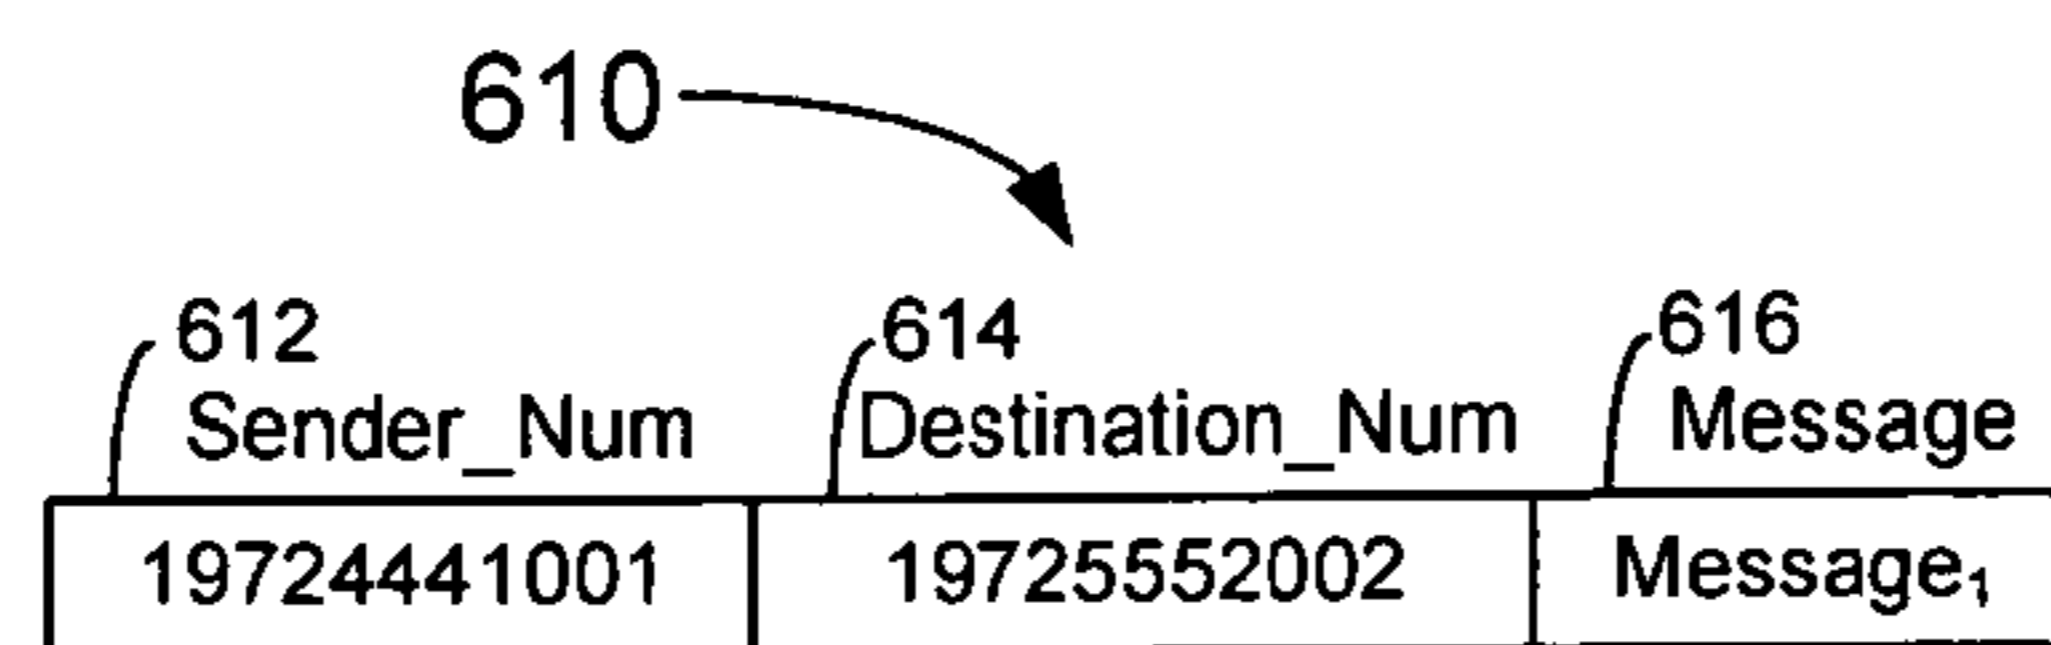 610
612 614 616
Sender_Num Destination_Num Message
19724441001 19725552002 Message₁